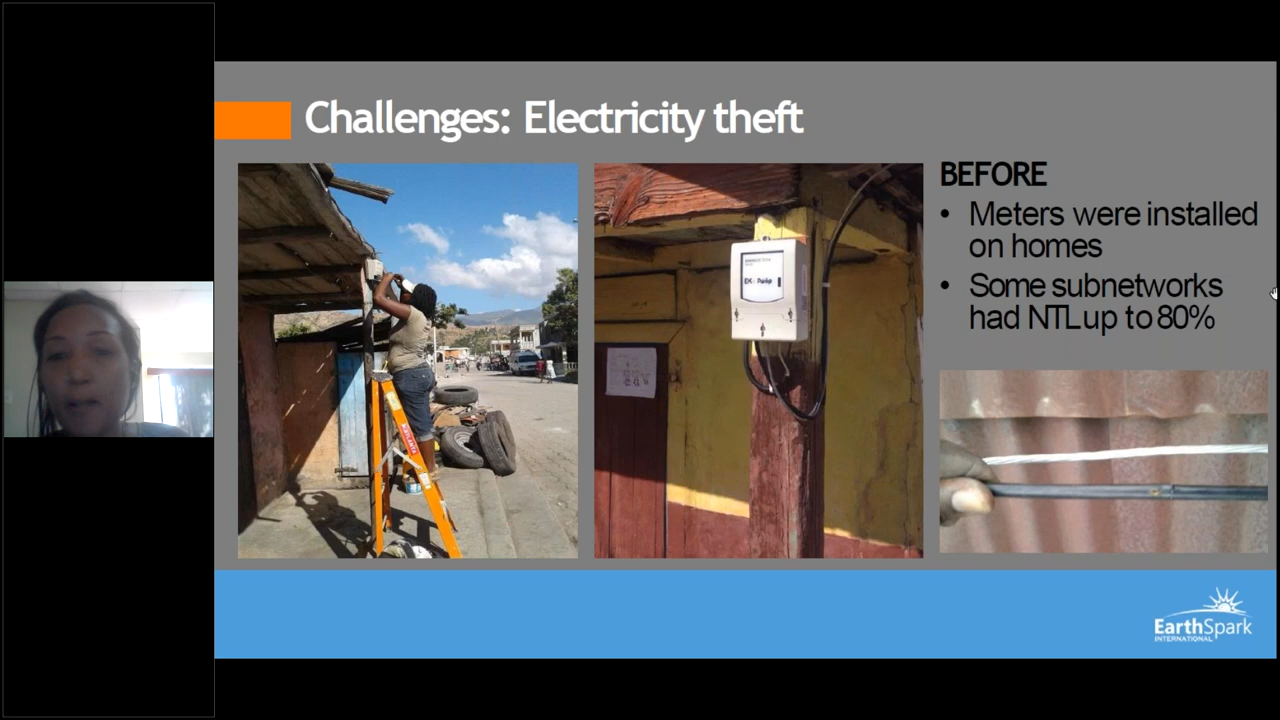 Challenges: Electricity theft
BEFORE
• Meters were installed
on homes
• Some subnetworks
had NTL up to 80%
EarthSpark
INTERNATIONAL